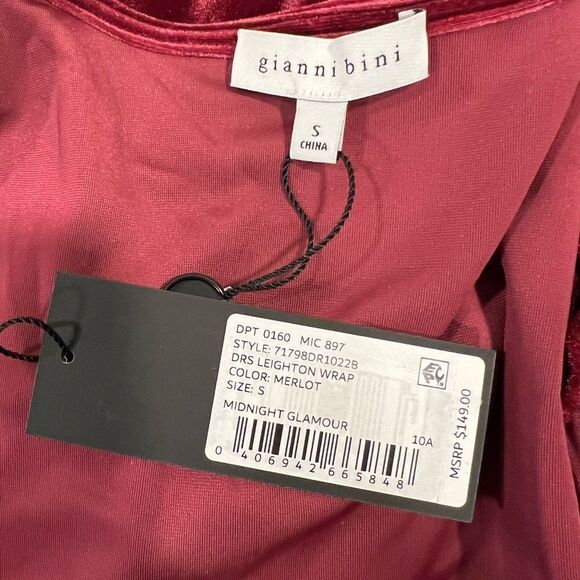 giannibini
S
CHINA
DPT 0160 MIC 897
STYLE: 71798DR1022B
DRS LEIGHTON WRAP
COLOR: MERLOT
SIZE: S
MIDNIGHT GLAMOUR
10A
0 406942 665848
MSRP $149.00